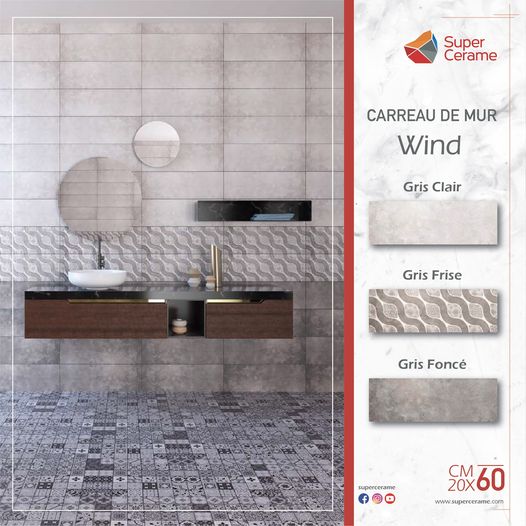 Super
Cerame
CARREAU DE MUR
Wind
Gris Clair
Gris Frise
Gris Foncé
CM
20X60
supercerame
www.supercerame.com